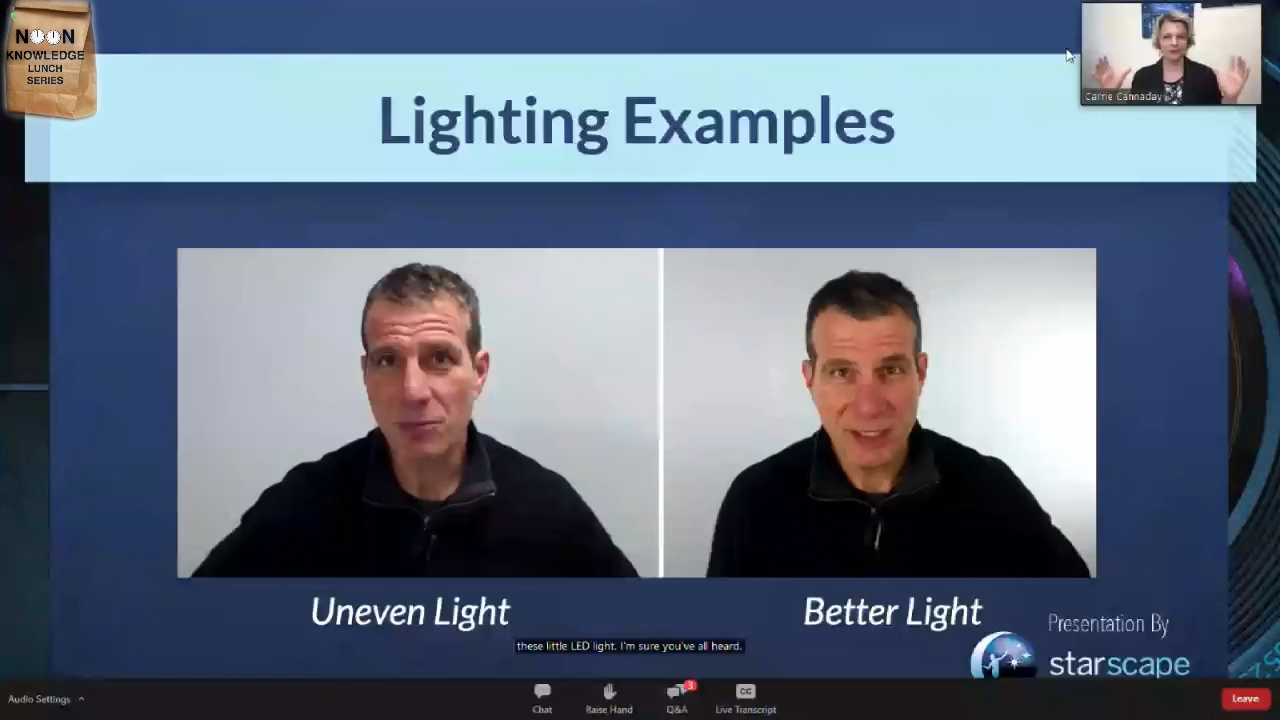 NOON
KNOWLEDGE
LUNCH
SERIES
Carrie Cannaday
Lighting Examples
Uneven Light
Better Light
these little LED light. I'm sure you've all heard.
Presentation By
starscape
Audio Settings
Chat
Raise Hand
3
Q&A
CC
Live Transcript
Leave